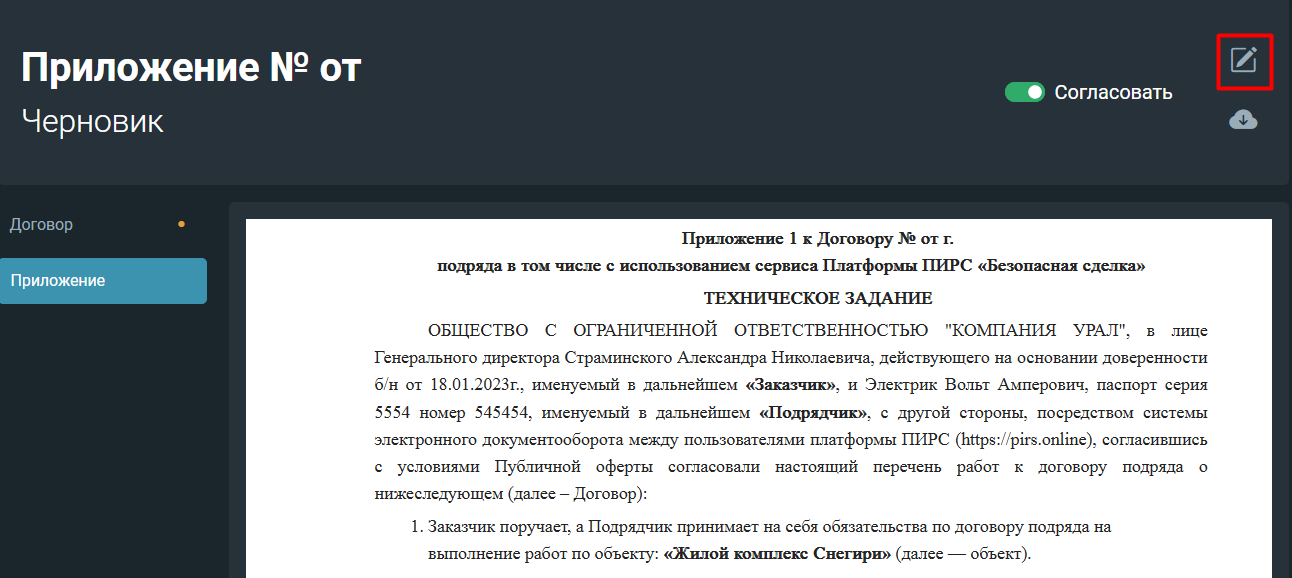 Приложение № от
Черновик
Согласовать
Договор
Приложение
Приложение 1 к Договору № от г.
подряда в том числе с использованием сервиса Платформы ПИРС «Безопасная сделка»
ТЕХНИЧЕСКОЕ ЗАДАНИЕ
ОБЩЕСТВО С ОГРАНИЧЕННОЙ ОТВЕТСТВЕННОСТЬЮ "КОМПАНИЯ УРАЛ", в лице
Генерального директора Страминского Александра Николаевича, действующего на основании доверенности
б/н от 18.01.2023г., именуемый в дальнейшем «Заказчик», и Электрик Вольт Амперович, паспорт серия
5554 номер 545454, именуемый в дальнейшем «Подрядчик», с другой стороны, посредством системы
электронного документооборота между пользователями платформы ПИРС (https://pirs.online), согласившись
с условиями Публичной оферты согласовали настоящий перечень работ к договору подряда о
нижеследующем (далее – Договор):
1. Заказчик поручает, а Подрядчик принимает на себя обязательства по договору подряда на
выполнение работ по объекту: «Жилой комплекс Снегири» (далее — объект).